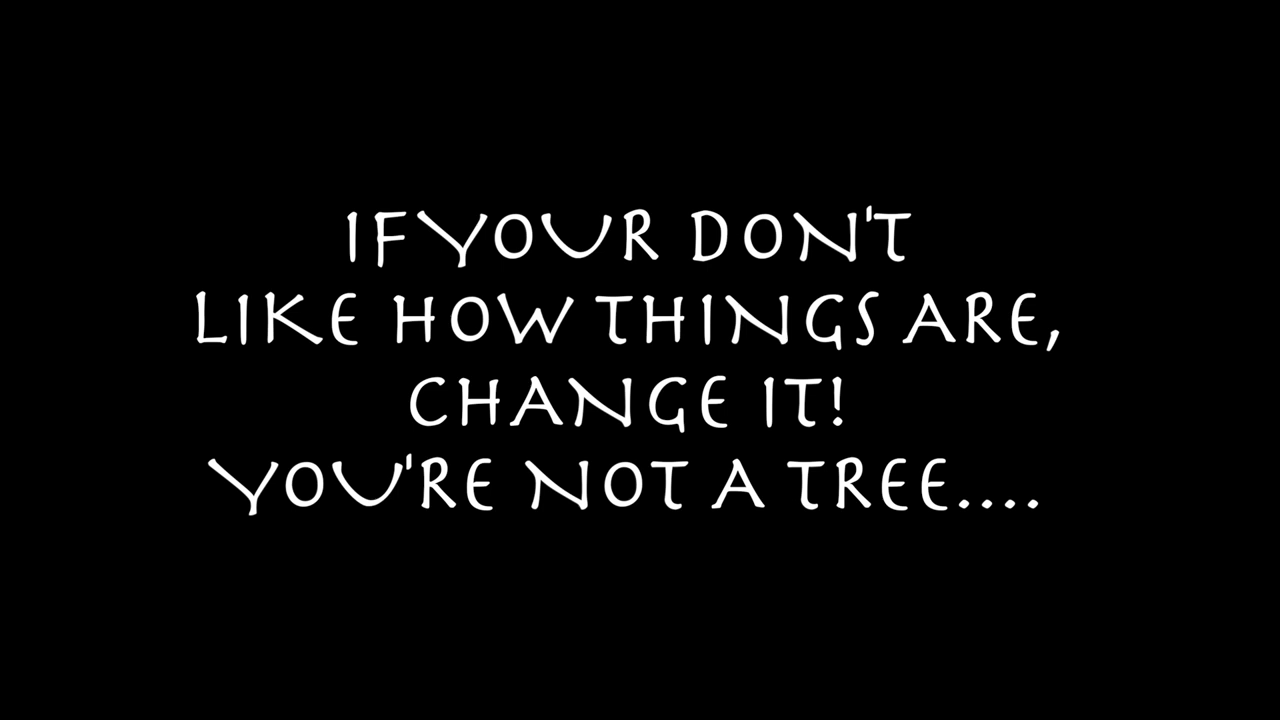 IF YOUR DON'T
LIKE HOW THINGS ARE,
CHANGE IT!
YOU'RE NOT A TREE....